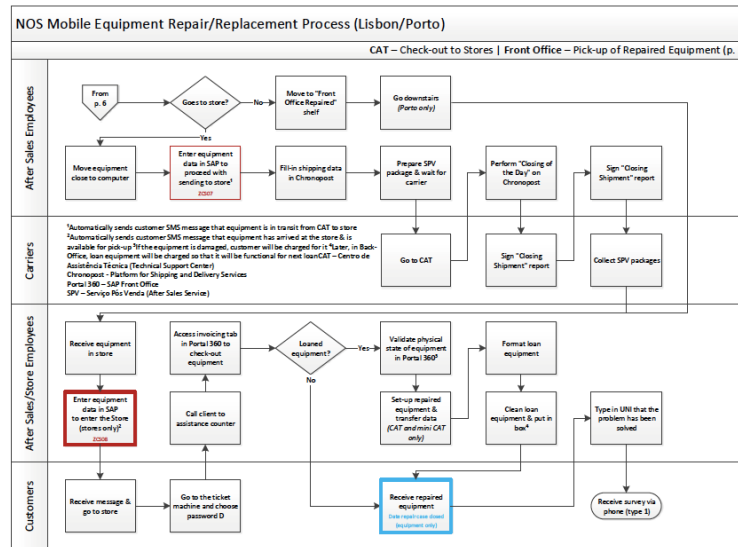 NOS Mobile Equipment Repair/Replacement Process (Lisbon/Porto)
CAT – Check-out to Stores | Front Office – Pick-up of Repaired Equipment (p.
After Sales Employees
From
p. 6
Goes to store?
No
Yes
Move to "Front
Office Repaired"
shelf
Go downstairs
(Porto only)
Move equipment
close to computer
Enter equipment
data in SAP to
proceed with
sending to store¹
Fill-in shipping data
in Chronopost
Prepare SPV
package & wait for
carrier
Perform "Closing
of the Day" on
Chronopost
Sign "Closing
Shipment" report
Carriers
¹Automatically sends customer SMS message that equipment is in transit from CAT to store
²Automatically sends customer SMS message that equipment has arrived at the store & is
available for pick-up ³If the equipment is damaged, customer will be charged for it ⁴Later, in Back-
Office, loan equipment will be charged so that it will be functional for next loanCAT – Centro de
Assistência Técnica (Technical Support Center)
Chronopost - Platform for Shipping and Delivery Services
Portal 360 – SAP Front Office
SPV – Serviço Pós Venda (After Sales Service)
Go to CAT
Sign "Closing
Shipment" report
Collect SPV packages
After Sales/Store Employees
Receive equipment
in store
Access invoicing tab
in Portal 360 to
check-out
equipment
Loaned
equipment?
Yes
No
Validate physical
state of equipment
in Portal 360³
Format loan
equipment
Enter equipment
data in SAP
to enter the Store
(stores only)²
Call client to
assistance counter
Set-up repaired
equipment &
transfer data
(CAT and mini CAT
only)
Clean loan
equipment & put in
box⁴
Type in UNI that the
problem has been
solved
Customers
Receive message &
go to store
Go to the ticket
machine and choose
password D
Receive repaired
equipment
Date repair-case closed
(equipment only)
Receive survey via
phone (type 1)